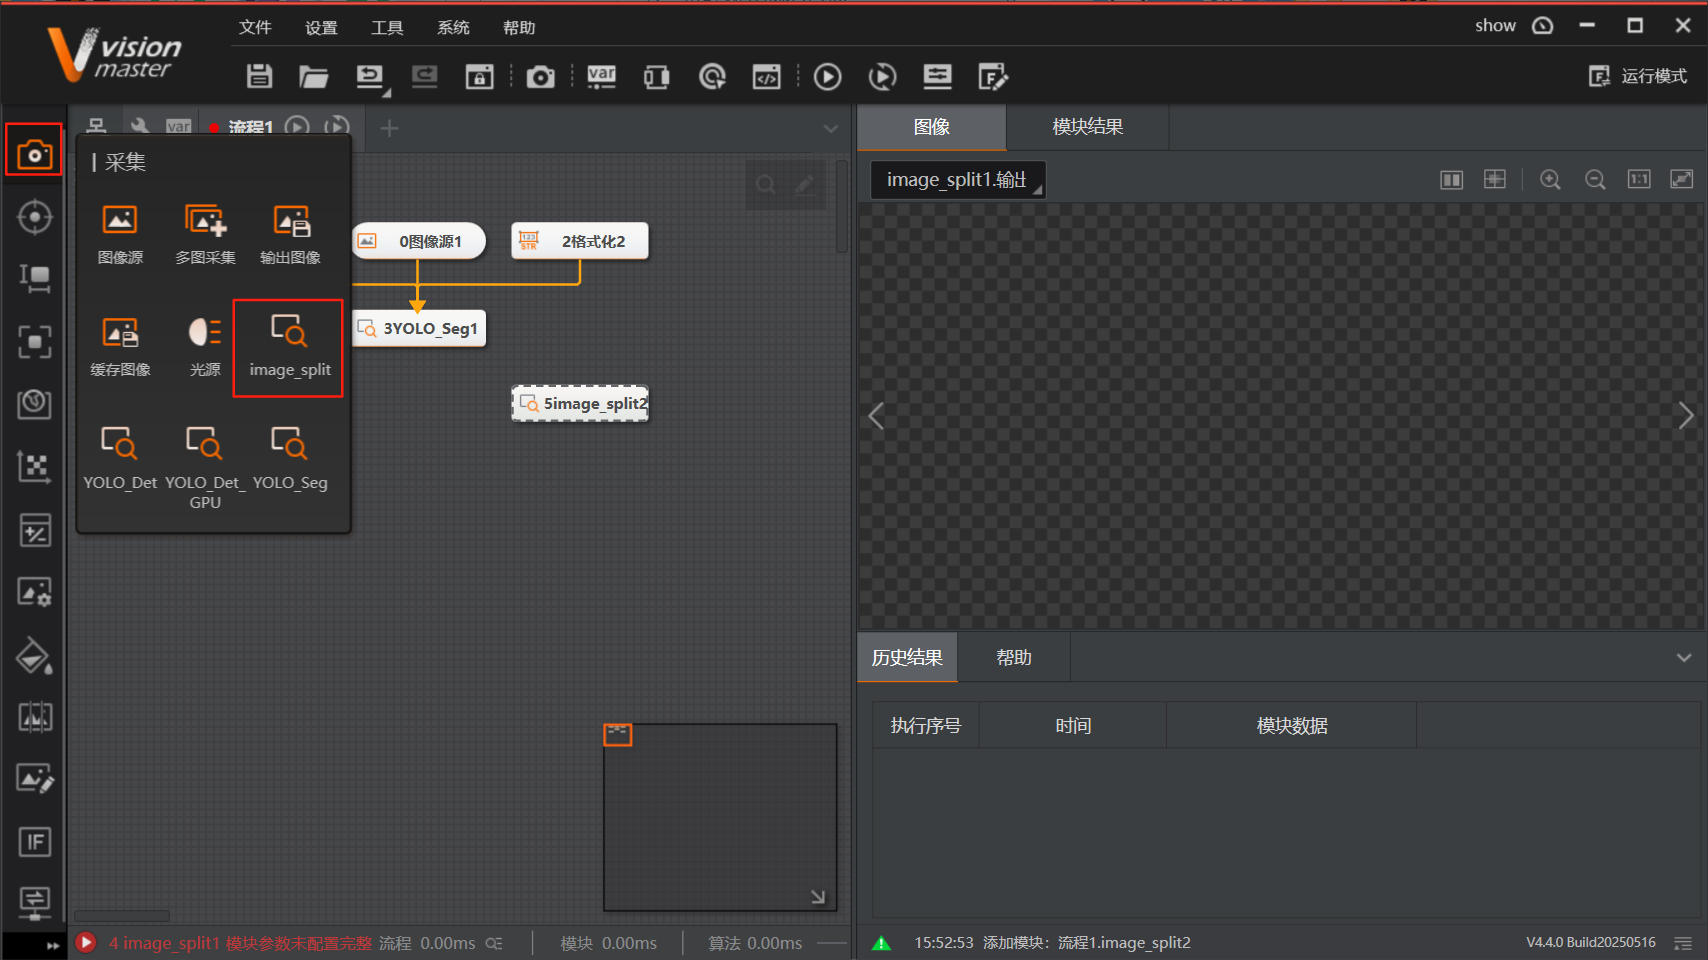 文件 设置 工具 系统 帮助
show
vision
master
var
运行模式
var 流程1
图像 模块结果
采集
image_split1.输出
1:1
图像源 多图采集 输出图像
0图像源1
123
STR 2格式化2
3YOLO_Seg1
缓存图像 光源 image_split
5image_split2
YOLO_Det YOLO_Det_GPU YOLO_Seg
历史结果 帮助
执行序号 时间 模块数据
IF
4 image_split1 模块参数未配置完整 流程 0.00ms 模块 0.00ms 算法 0.00ms
15:52:53 添加模块: 流程1.image_split2
V4.4.0 Build20250516